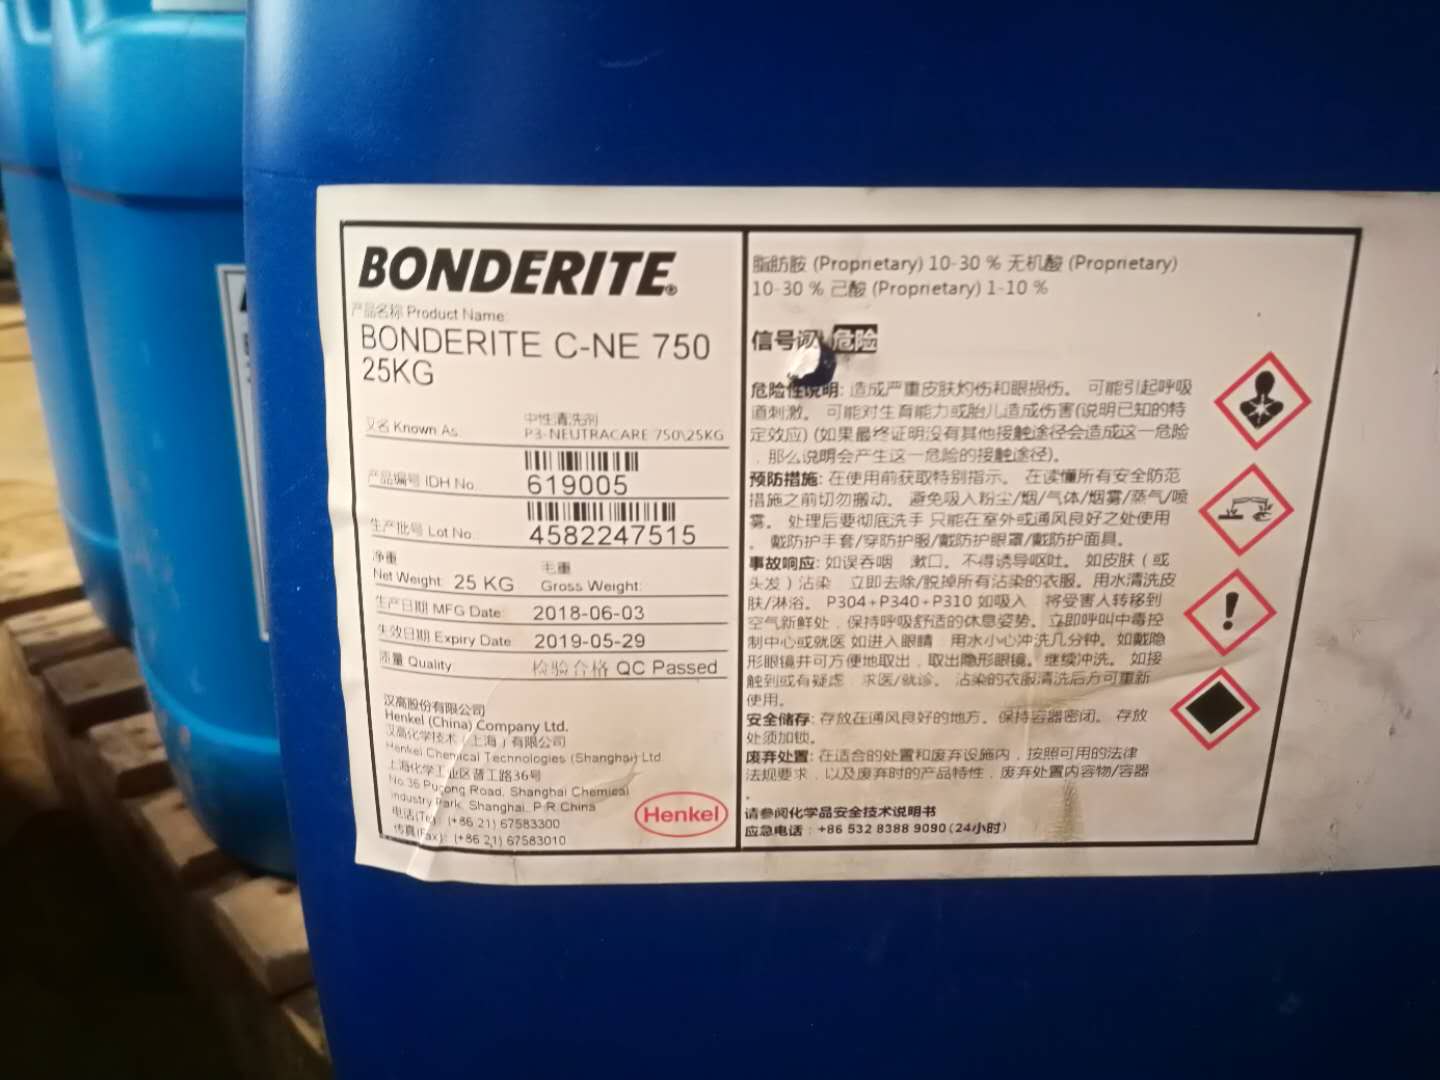 BONDERITE®
产品名称 Product Name:
BONDERITE C-NE 750
25KG
又名 Known As
中性清洗剂
P3-NEUTRACARE 750\25KG
产品编号 IDH No.
619005
生产批号 Lot No.
4582247515
净重
Net Weight: 25 KG
毛重
Gross Weight:
生产日期 MFG Date: 2018-06-03
失效日期 Expiry Date 2019-05-29
质量 Quality 检验合格 QC Passed
汉高股份有限公司
Henkel (China) Company Ltd.
汉高化学技术(上海)有限公司
Henkel Chemical Technologies (Shanghai) Ltd
上海化学工业区普工路36号
No.36 Pugong Road, Shanghai Chemical
Industry Park, Shanghai, P R China
电话(Tel): (+86 21) 67583300
传真(Fax): (+86 21) 67583010
Henkel
脂肪胺 (Proprietary) 10-30 % 无机酸 (Proprietary)
10-30 % 己酸 (Proprietary) 1-10 %
信号词 危险
危险性说明: 造成严重皮肤灼伤和眼损伤。 可能引起呼吸
道刺激。 可能对生育能力或胎儿造成伤害(说明已知的特
定效应) (如果最终证明没有其他接触途径会造成这一危险
, 那么说明会产生这一危险的接触途径)。
预防措施: 在使用前获取特别指示。 在读懂所有安全防范
措施之前切勿搬动。 避免吸入粉尘/烟/气体/烟雾/蒸气/喷
雾。 处理后要彻底洗手 只能在室外或通风良好之处使用
。 戴防护手套/穿防护服/戴防护眼罩/戴防护面具。
事故响应: 如误吞咽 漱口。不得诱导呕吐。 如皮肤(或
头发)沾染 立即去除/脱掉所有沾染的衣服。用水清洗皮
肤/淋浴。 P304+P340+P310 如吸入 将受害人转移到
空气新鲜处,保持呼吸舒适的休息姿势。立即呼叫中毒控
制中心或就医 如进入眼睛 用水小心冲洗几分钟。如戴隐
形眼镜并可方便地取出,取出隐形眼镜。继续冲洗。 如接
触到或有疑虑 求医/就诊。 沾染的衣服清洗后方可重新
使用。
安全储存: 存放在通风良好的地方。保持容器密闭。 存放
处须加锁。
废弃处置: 在适合的处置和废弃设施内,按照可用的法律
法规要求,以及废弃时的产品特性,废弃处置内容物/容器
。
请参阅化学品安全技术说明书
应急电话:+86 532 8388 9090(24小时)